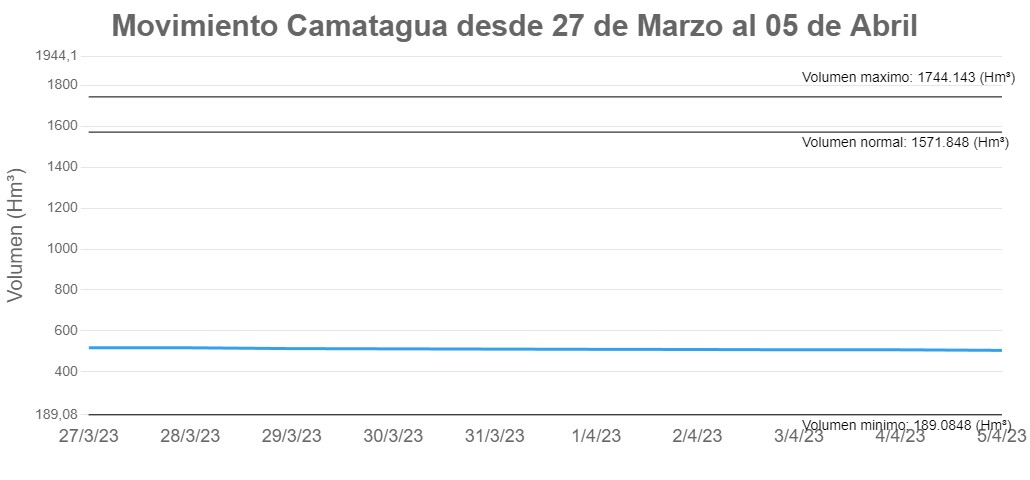 Movimiento Camatagua desde 27 de Marzo al 05 de Abril
1944,1
Volumen maximo: 1744.143 (Hm³)
1800
1600
Volumen normal: 1571.848 (Hm³)
1400
1200
1000
800
600
400
189,08
Volumen (Hm³)
Volumen minimo: 189.0848 (Hm³)
27/3/23 28/3/23 29/3/23 30/3/23 31/3/23 1/4/23 2/4/23 3/4/23 4/4/23 5/4/23